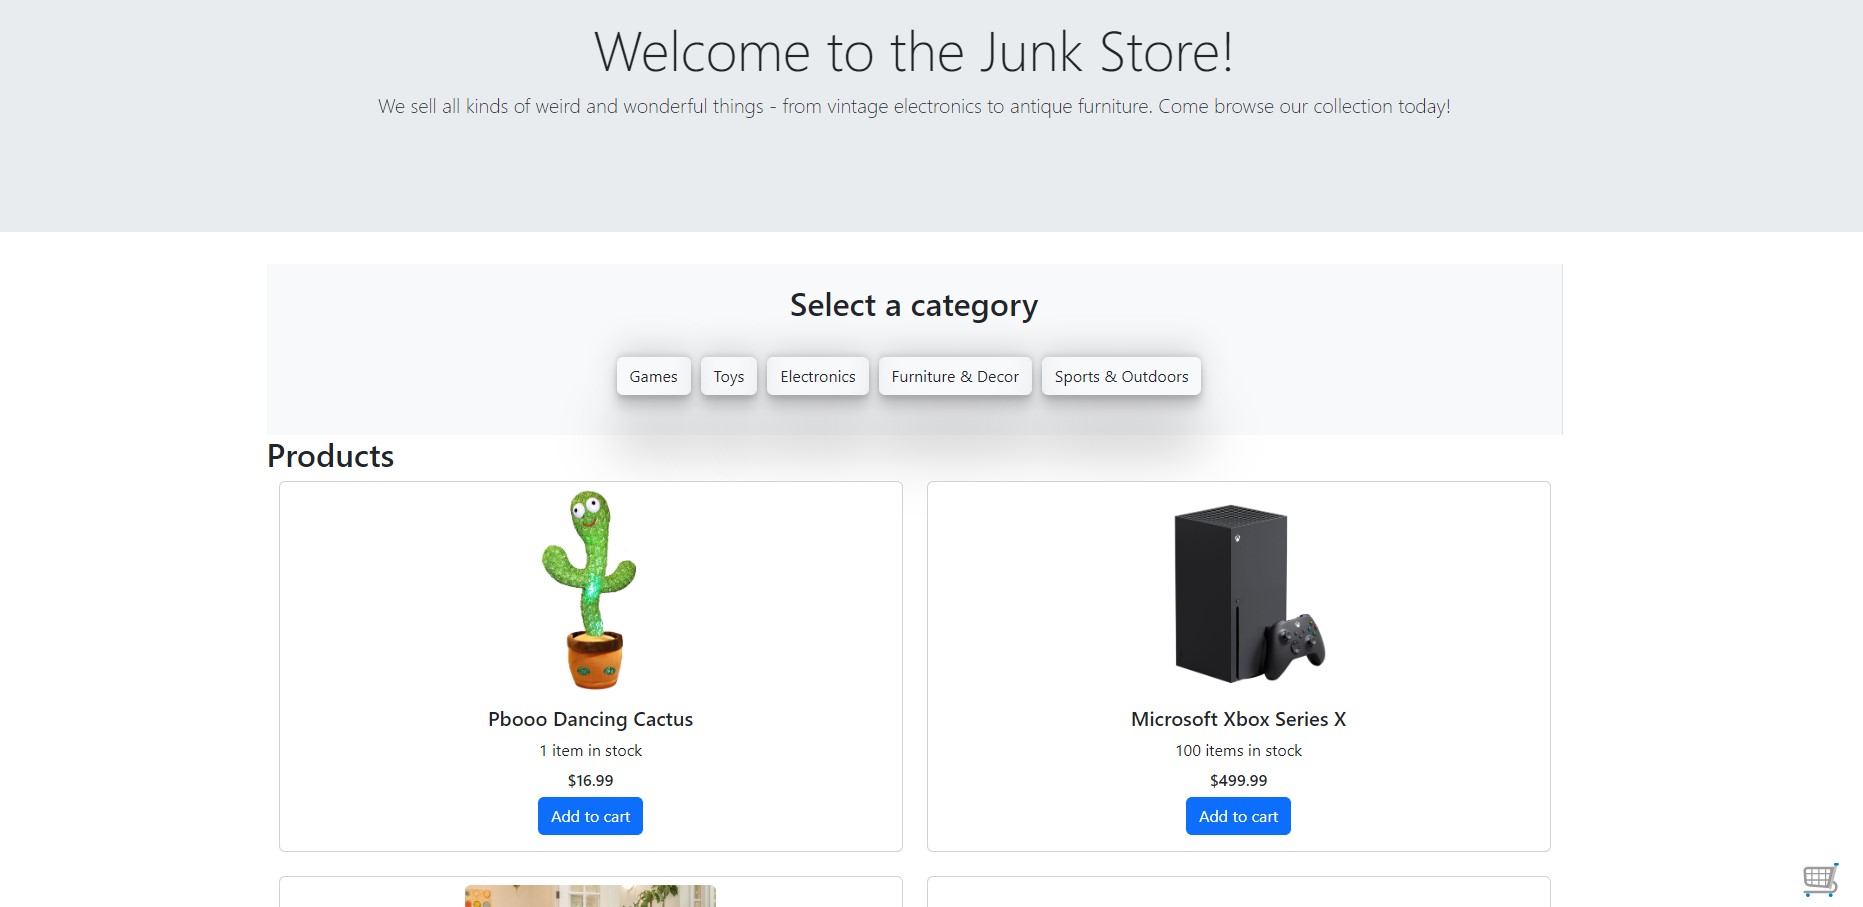 Welcome to the Junk Store!
We sell all kinds of weird and wonderful things - from vintage electronics to antique furniture. Come browse our collection today!
Select a category
Games Toys Electronics Furniture & Decor Sports & Outdoors
Products
Pbooo Dancing Cactus
1 item in stock
$16.99
Add to cart
Microsoft Xbox Series X
100 items in stock
$499.99
Add to cart